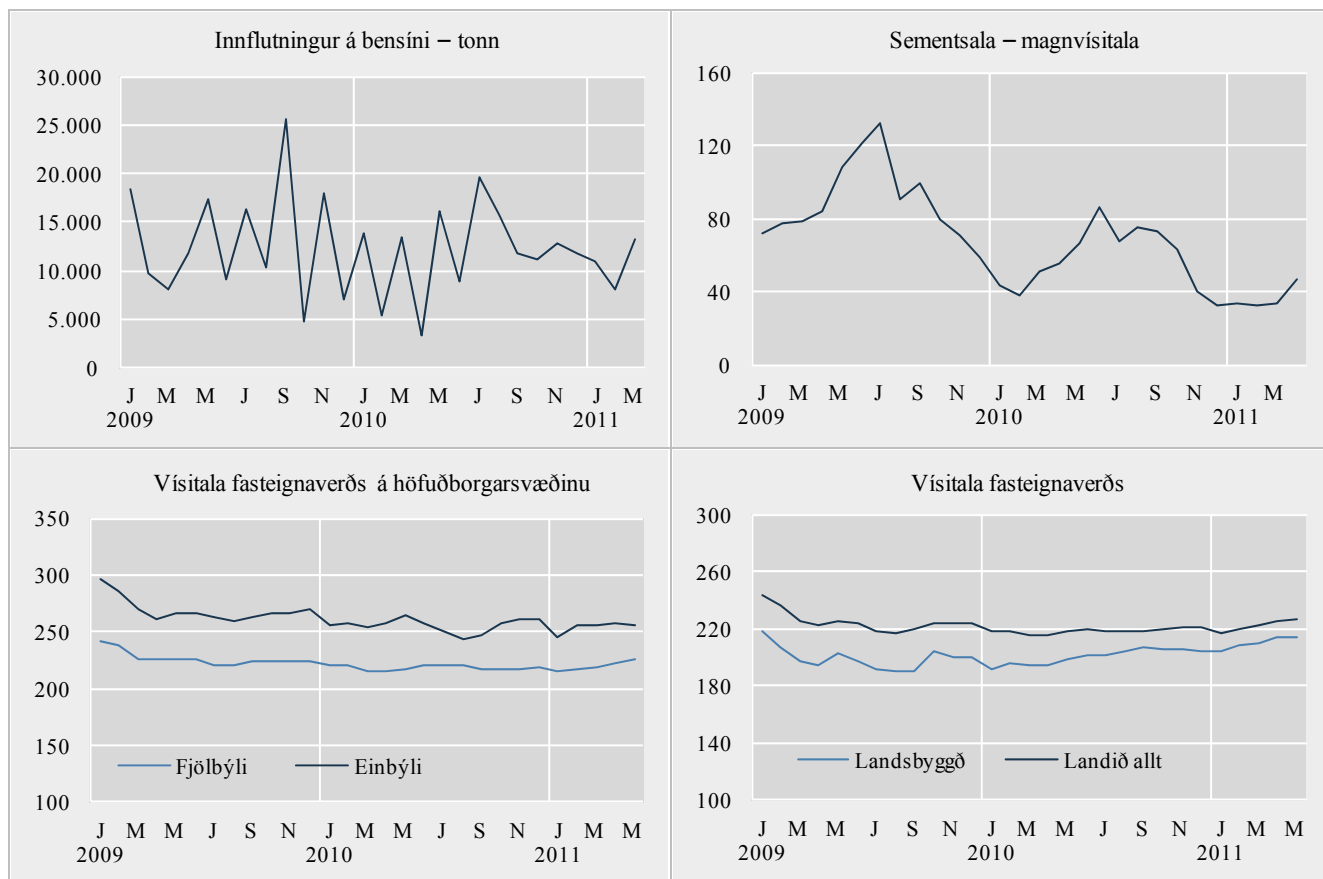 Innflutningur á bensíni – tonn
30.000
25.000
20.000
15.000
10.000
5.000
0
J M M J S N J M M J S N J M
2009 2010 2011
Sementsala – magnvísitala
160
120
80
40
0
J M M J S N J M M J S N J M
2009 2010 2011
Vísitala fasteignaverðs á höfuðborgarsvæðinu
350
300
250
200
150
100
Fjölbýli Einbýli
J M M J S N J M M J S N J M M
2009 2010 2011
Vísitala fasteignaverðs
300
260
220
180
140
100
Landsbyggð Landið allt
J M M J S N J M M J S N J M M
2009 2010 2011